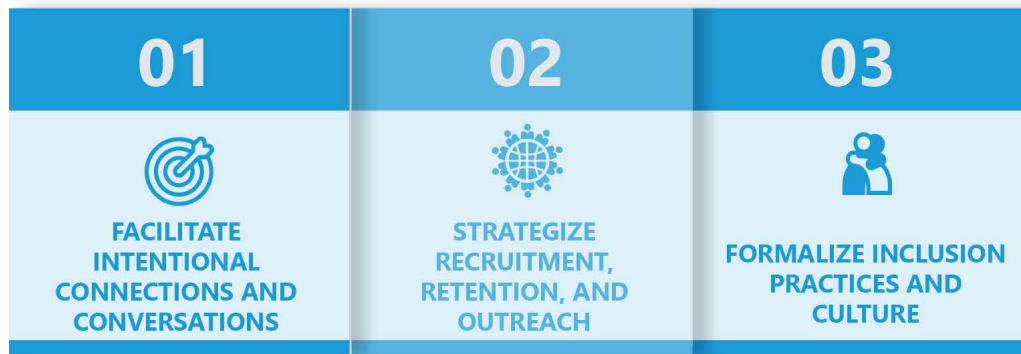 01
FACILITATE
INTENTIONAL
CONNECTIONS AND
CONVERSATIONS
02
STRATEGIZE
RECRUITMENT,
RETENTION, AND
OUTREACH
03
FORMALIZE INCLUSION
PRACTICES AND
CULTURE